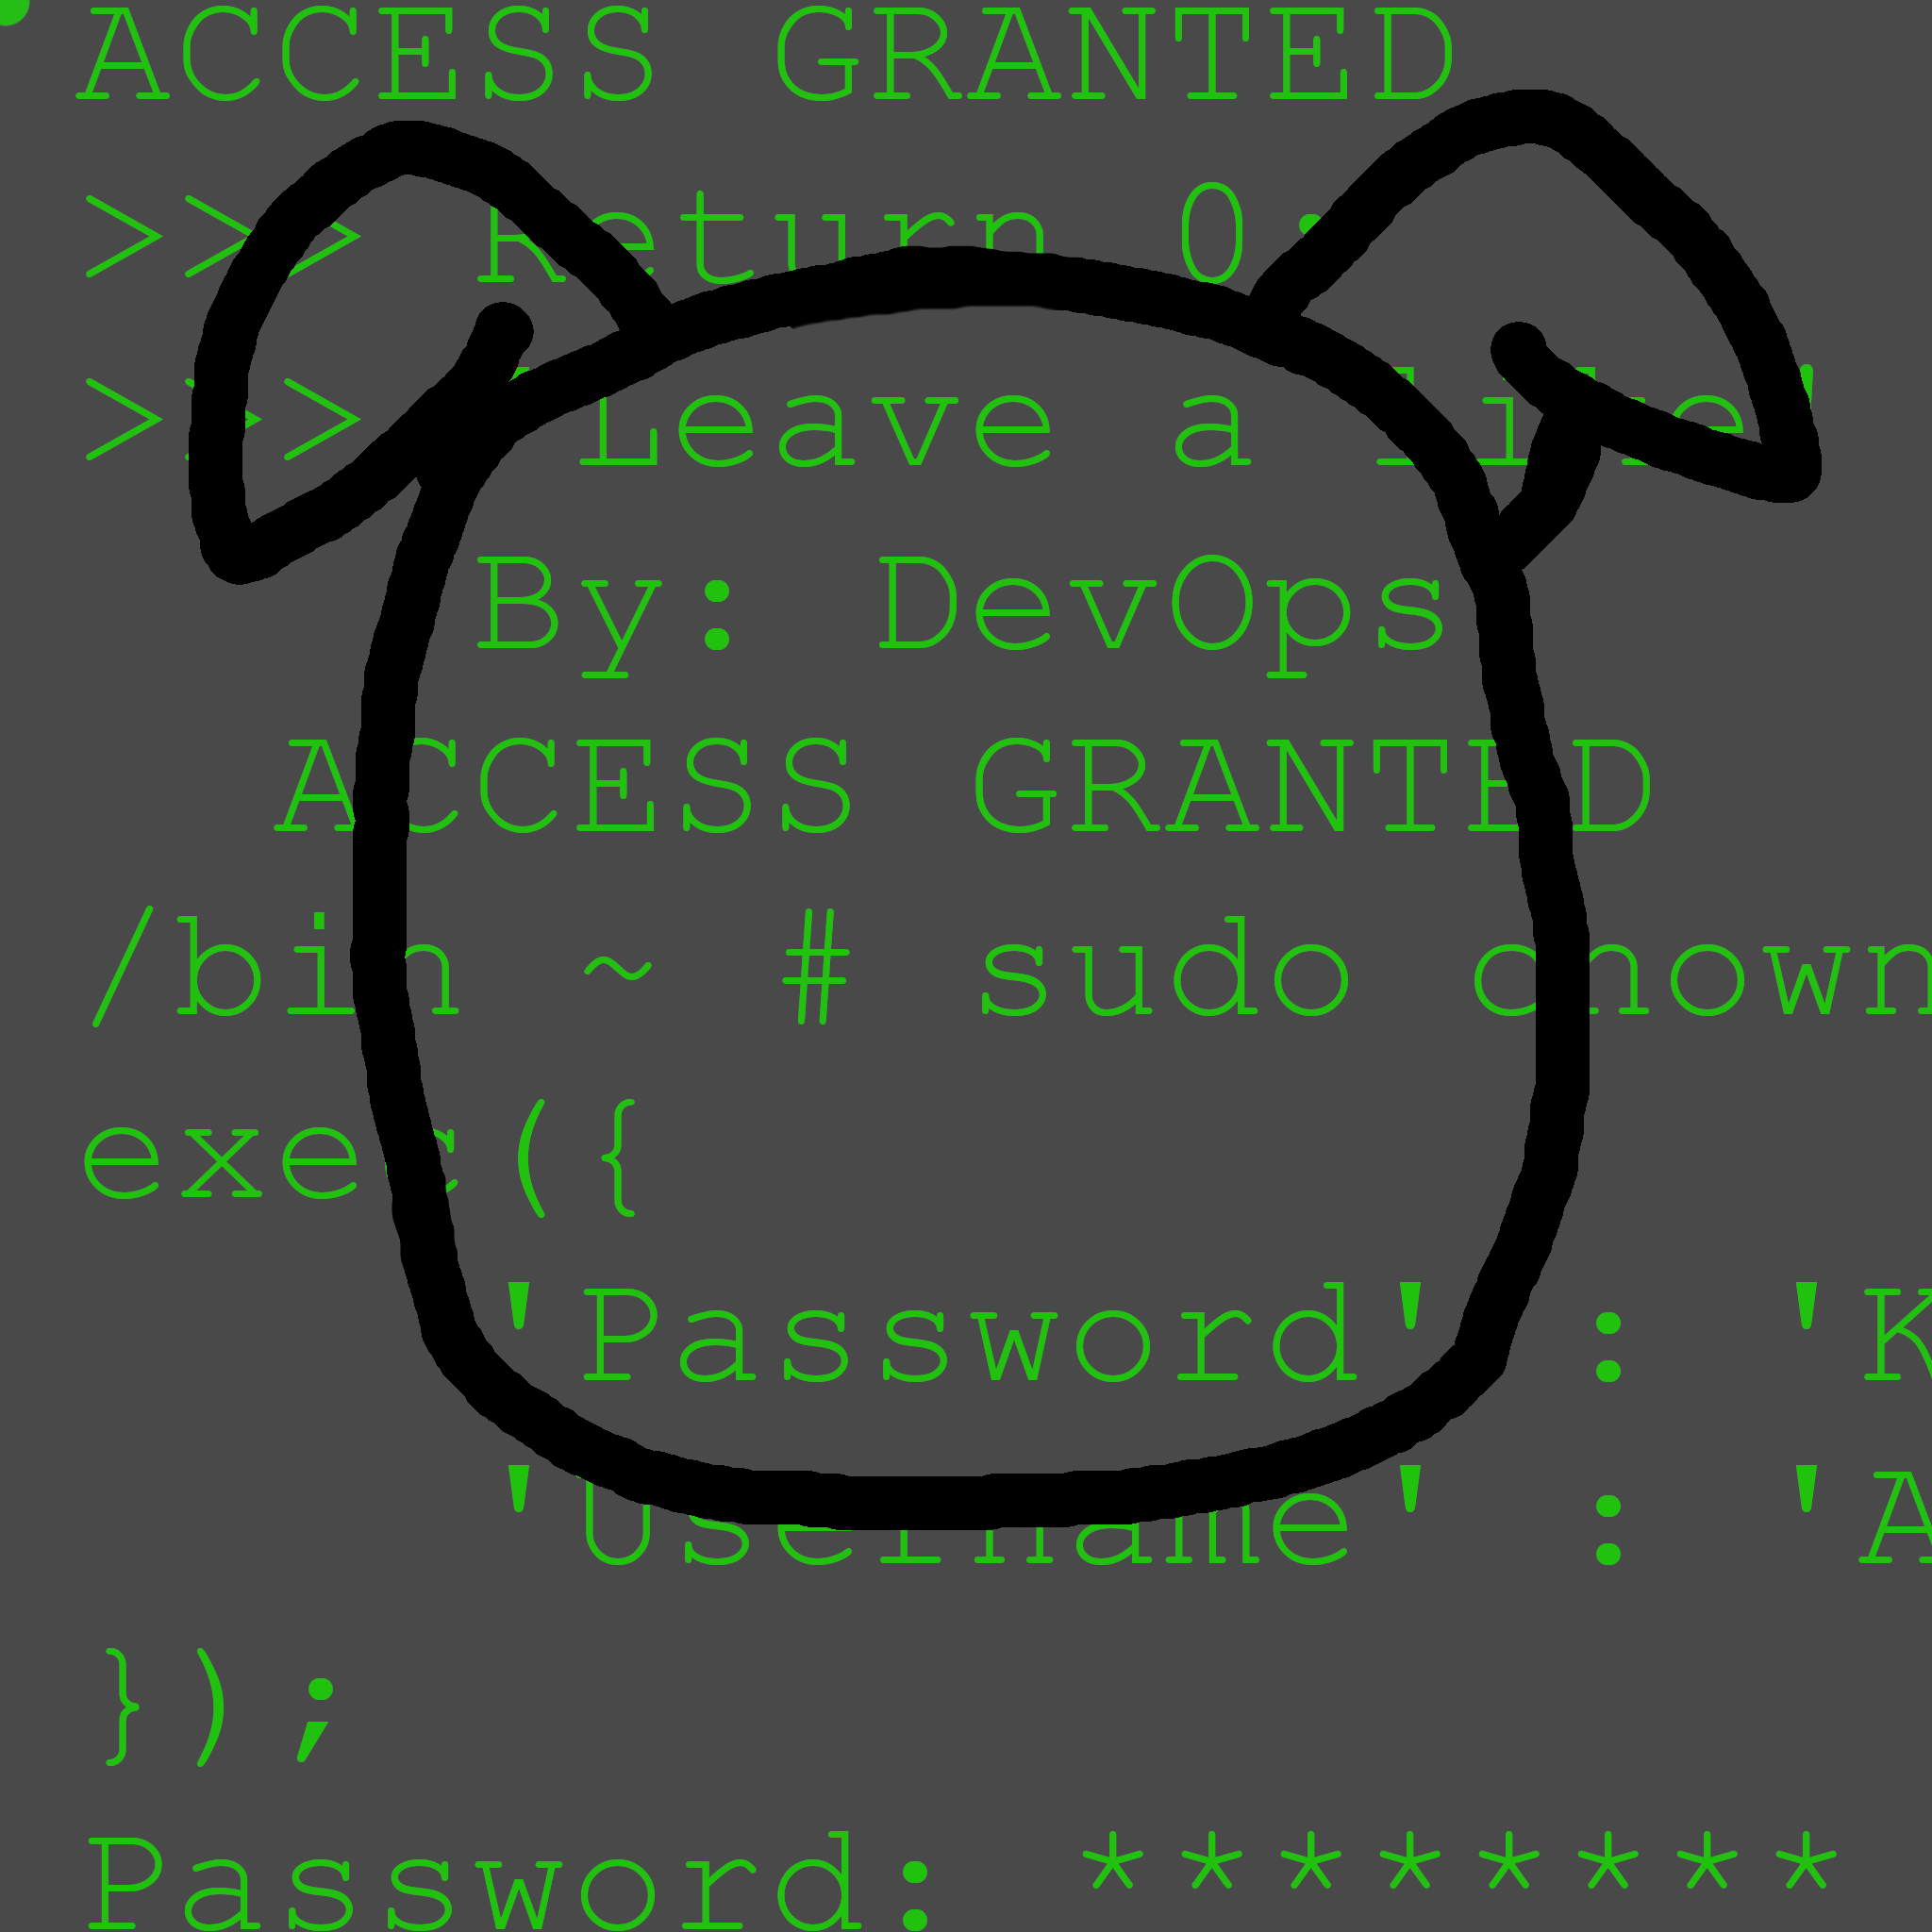 ACCESS GRANTED
>>> Return 0;
>>> 'Leave a like!
By: DevOps
ACCESS GRANTED
/bin ~ # sudo chown
exec({
'Password' : 'K
'Username' : 'A
});
Password: ********